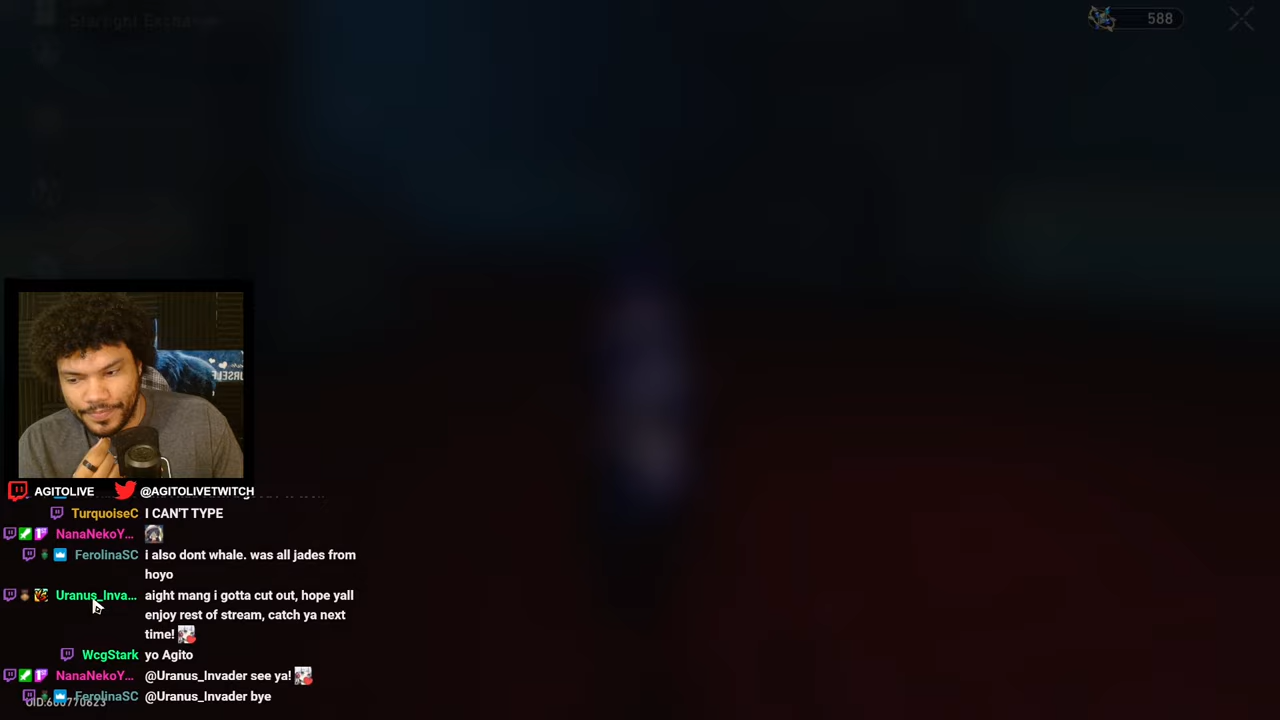 Starlight Excha
588
AGITOLIVE @AGITOLIVETWITCH
TurquoiseC I CAN'T TYPE
NanaNekoY...
FerolinaSC i also dont whale. was all jades from
hoyo
Uranus_Inva... aight mang i gotta cut out, hope yall
enjoy rest of stream, catch ya next
time!
WcgStark yo Agito
NanaNekoY... @Uranus_Invader see ya!
FerolinaSC @Uranus_Invader bye